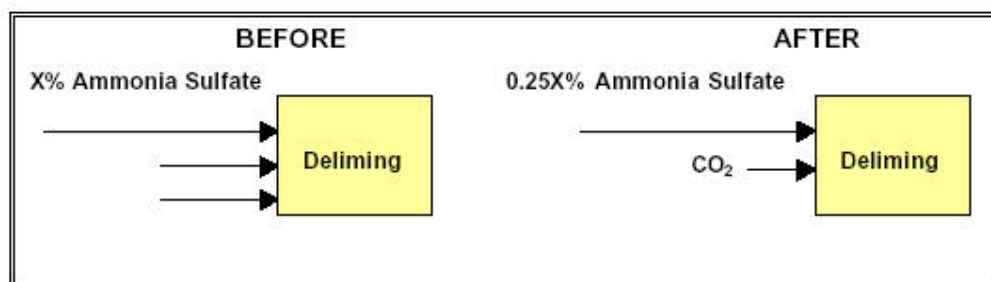 BEFORE
AFTER
X% Ammonia Sulfate
0.25X% Ammonia Sulfate
Deliming
CO₂
Deliming